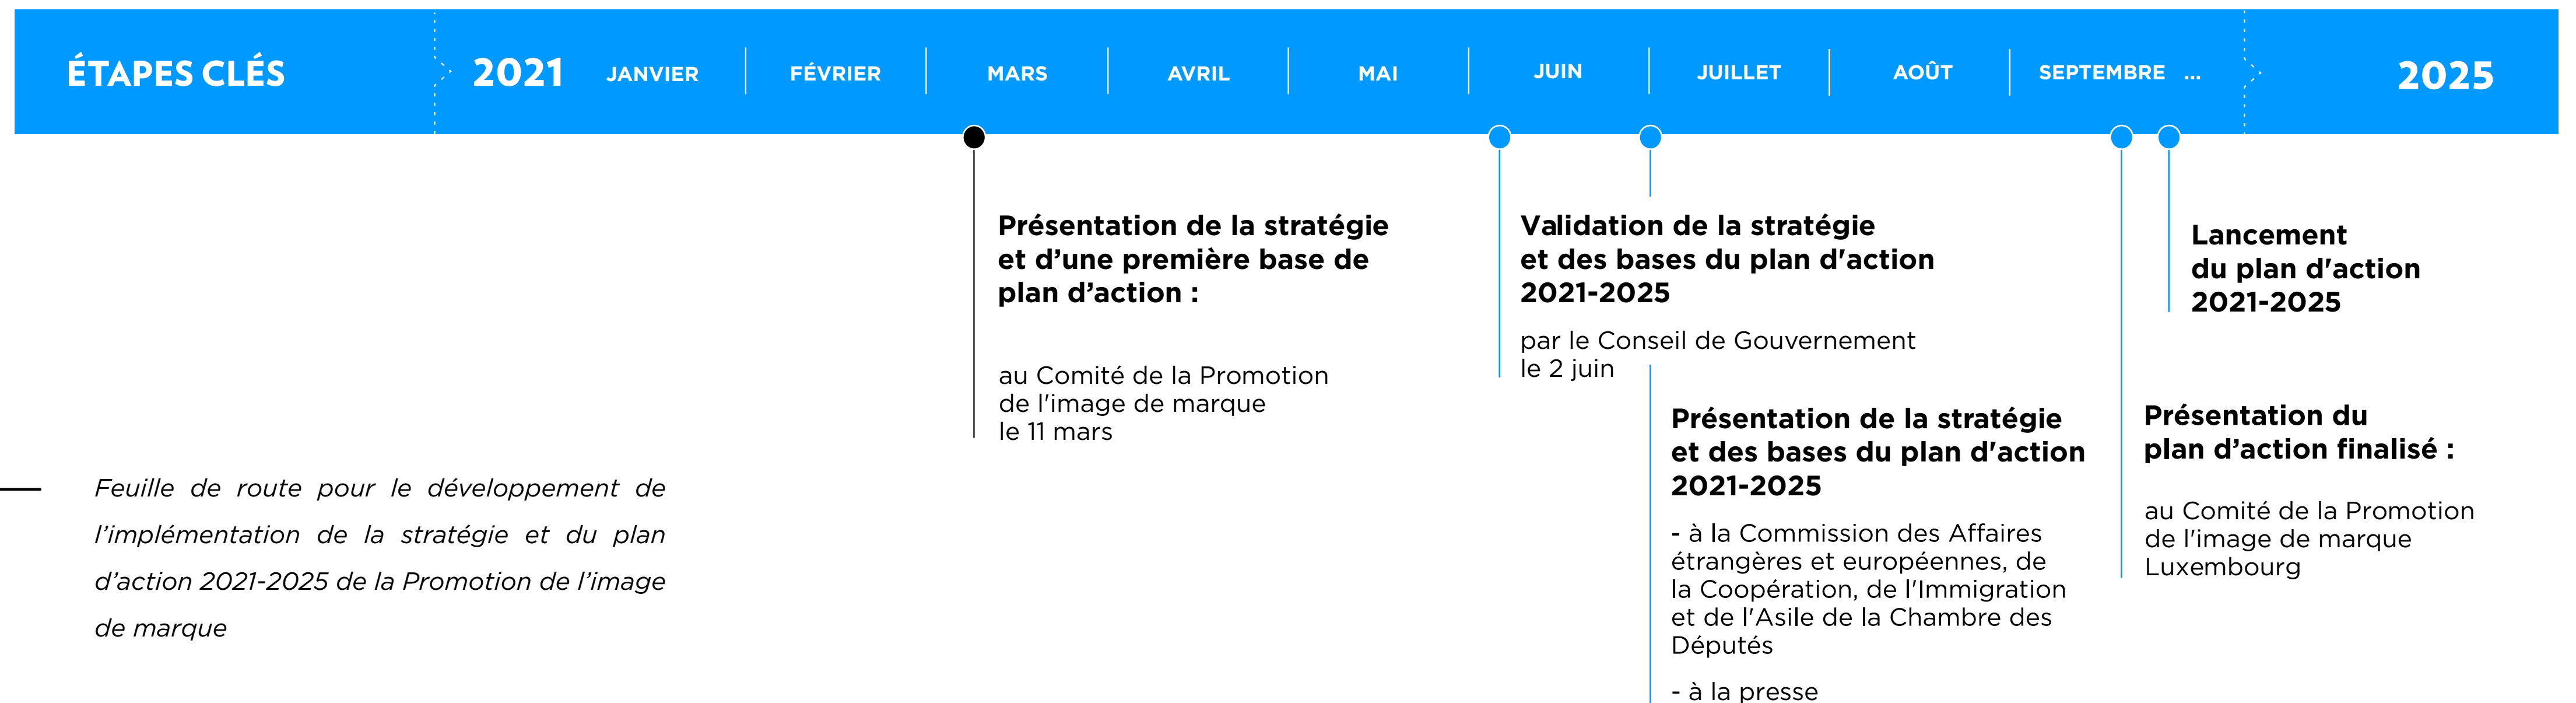 ÉTAPES CLÉS
2021 JANVIER FÉVRIER MARS AVRIL MAI JUIN JUILLET AOÛT SEPTEMBRE ... 2025
Présentation de la stratégie
et d’une première base de
plan d’action :
au Comité de la Promotion
de l'image de marque
le 11 mars
Validation de la stratégie
et des bases du plan d'action
2021-2025
par le Conseil de Gouvernement
le 2 juin
Présentation de la stratégie
et des bases du plan d'action
2021-2025
- à la Commission des Affaires
étrangères et européennes, de
la Coopération, de l'Immigration
et de l'Asile de la Chambre des
Députés
- à la presse
Lancement
du plan d'action
2021-2025
Présentation du
plan d’action finalisé :
au Comité de la Promotion
de l'image de marque
Luxembourg
Feuille de route pour le développement de
l’implémentation de la stratégie et du plan
d’action 2021-2025 de la Promotion de l’image
de marque